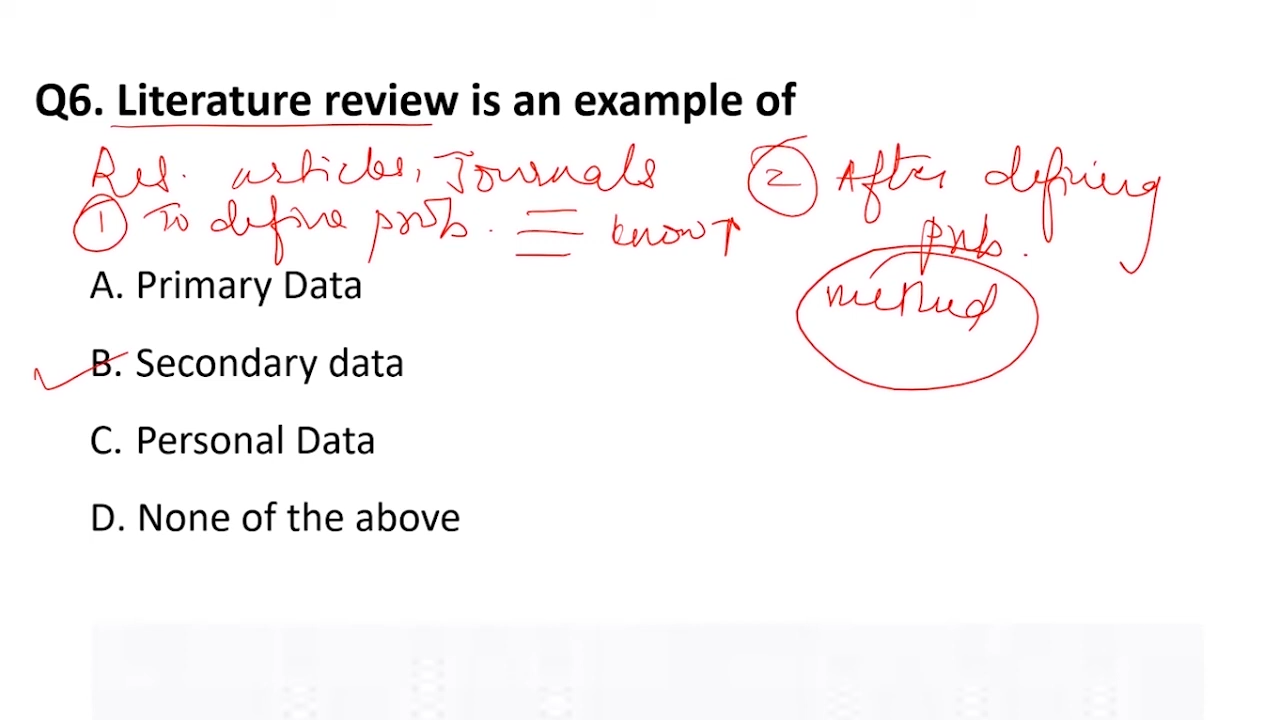 Q6. Literature review is an example of
Res. articles, Journals
① To define prob. know↑
② After defining
prob.
method
A. Primary Data
B. Secondary data
C. Personal Data
D. None of the above